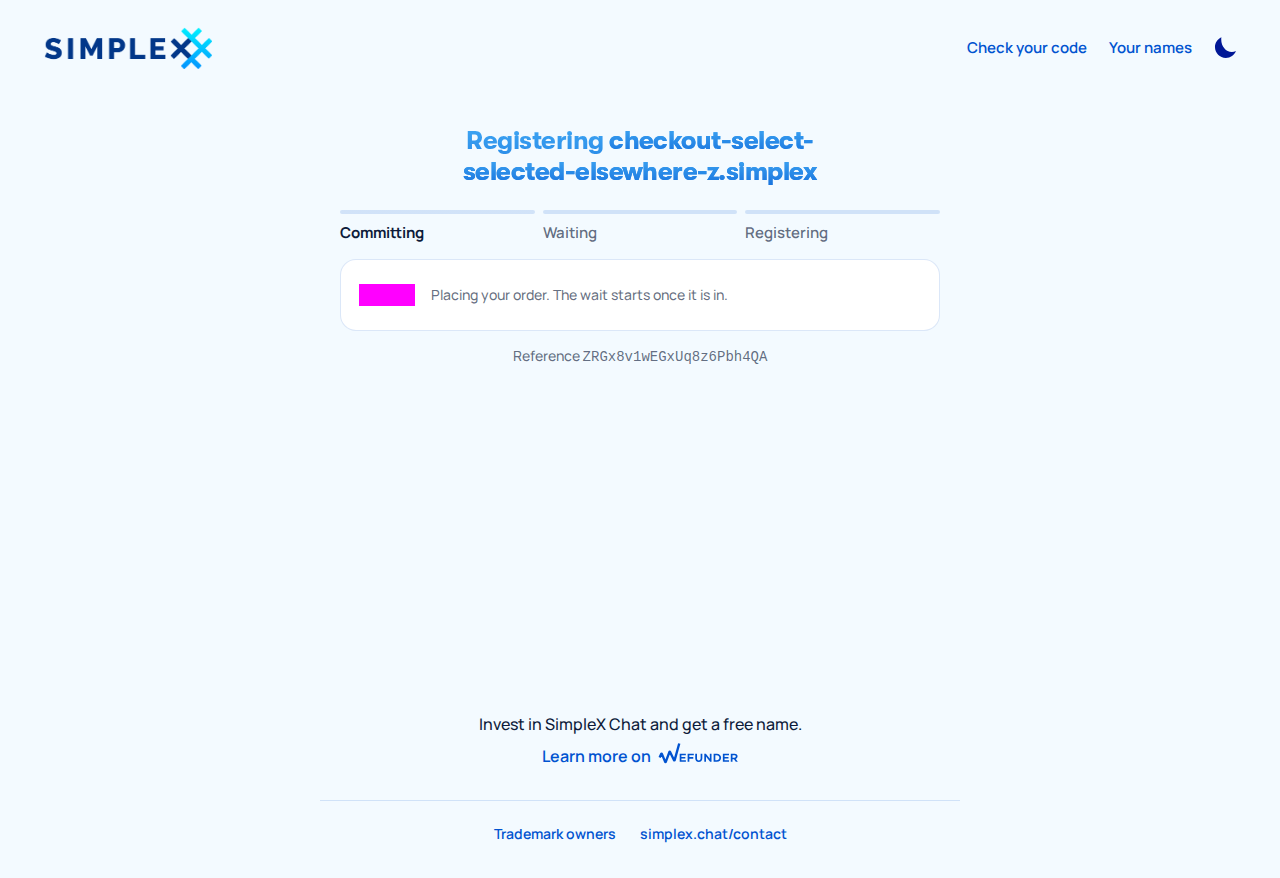 SIMPLEX
Check your code
Your names
Registering checkout-select-
selected-elsewhere-z.simplex
Committing
Waiting
Registering
Placing your order. The wait starts once it is in.
Reference ZRGx8v1wEGxUq8z6Pbh4QA
Invest in SimpleX Chat and get a free name.
Learn more on WEFUNDER
Trademark owners
simplex.chat/contact